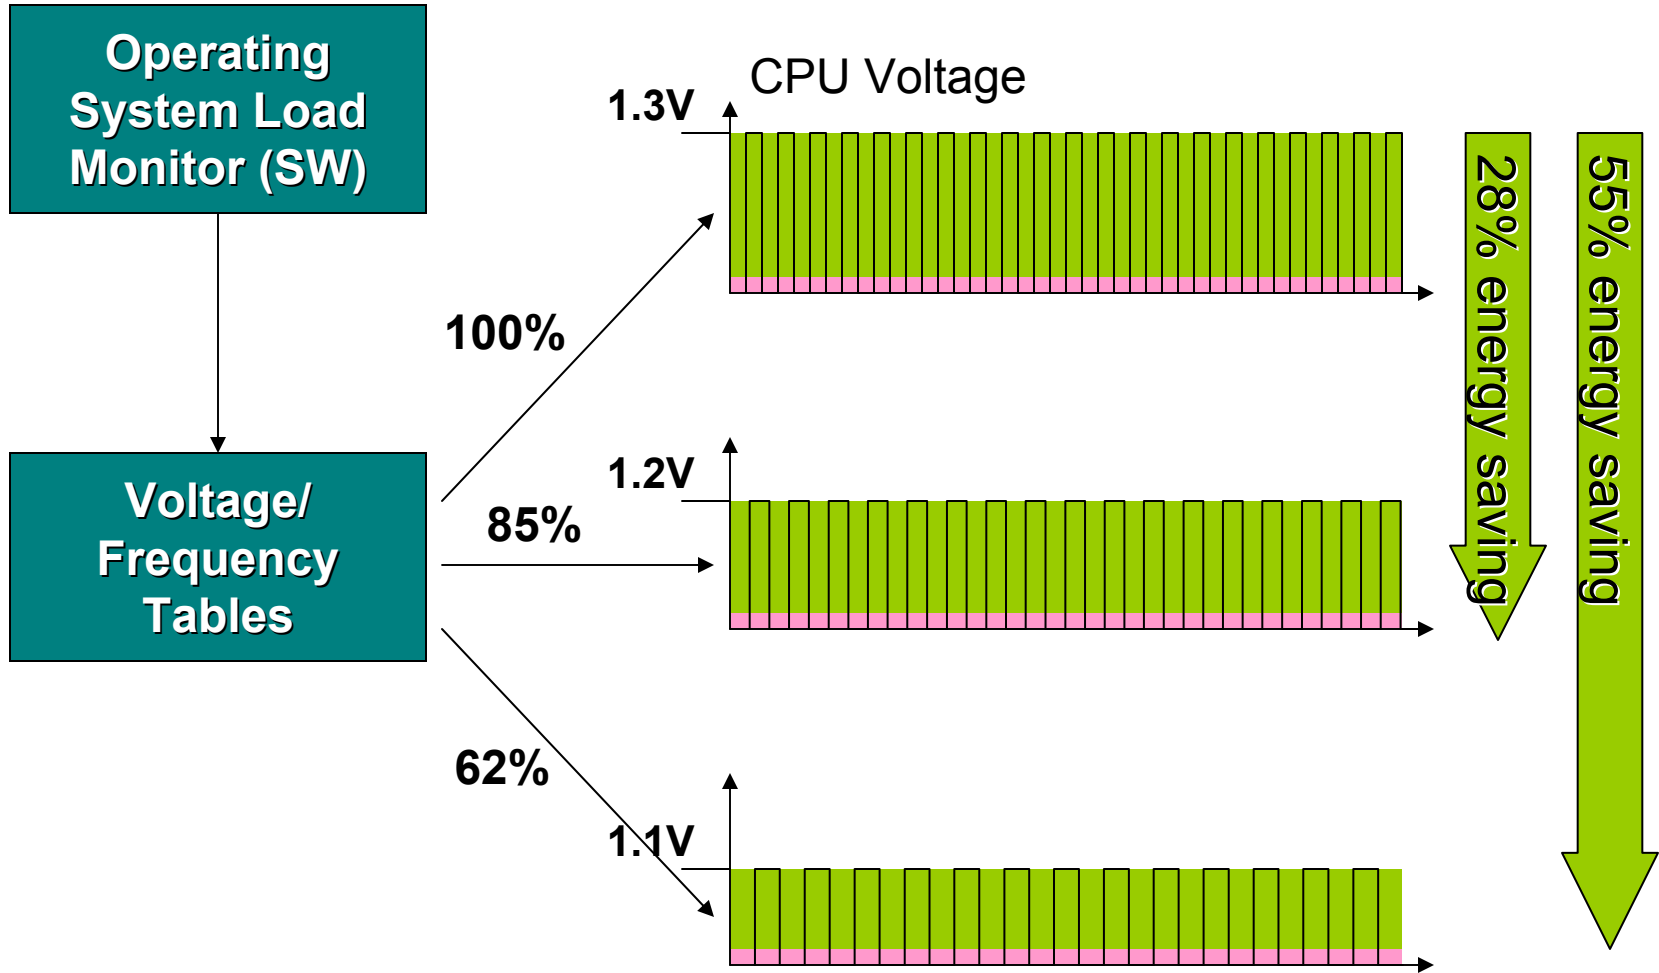 Operating
System Load
Monitor (SW)
CPU Voltage
1.3V
100%
Voltage/
Frequency
Tables
85%
1.2V
62%
1.1V
28% energy saving
55% energy saving